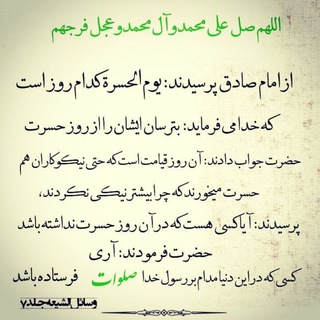 اللهم صل علی محمد و آل محمد و عجل فرجهم
از امام صادق پرسیدند: یوم الحسرة کدام روز است
که خدا می فرماید: بترسان ایشان را از روز حسرت
حضرت جواب دادند: آن روز قیامت است که حتی نیکوکاران هم
حسرت میخورند که چرا بیشتر نیکی نکردند،
پرسیدند: آیا کسی هست که در آن روز حسرت نداشته باشد
حضرت فرمودند: آری
کسی که در این دنیا مدام بر رسول خدا صلوات فرستاده باشد
وسائل الشیعه جلد۷